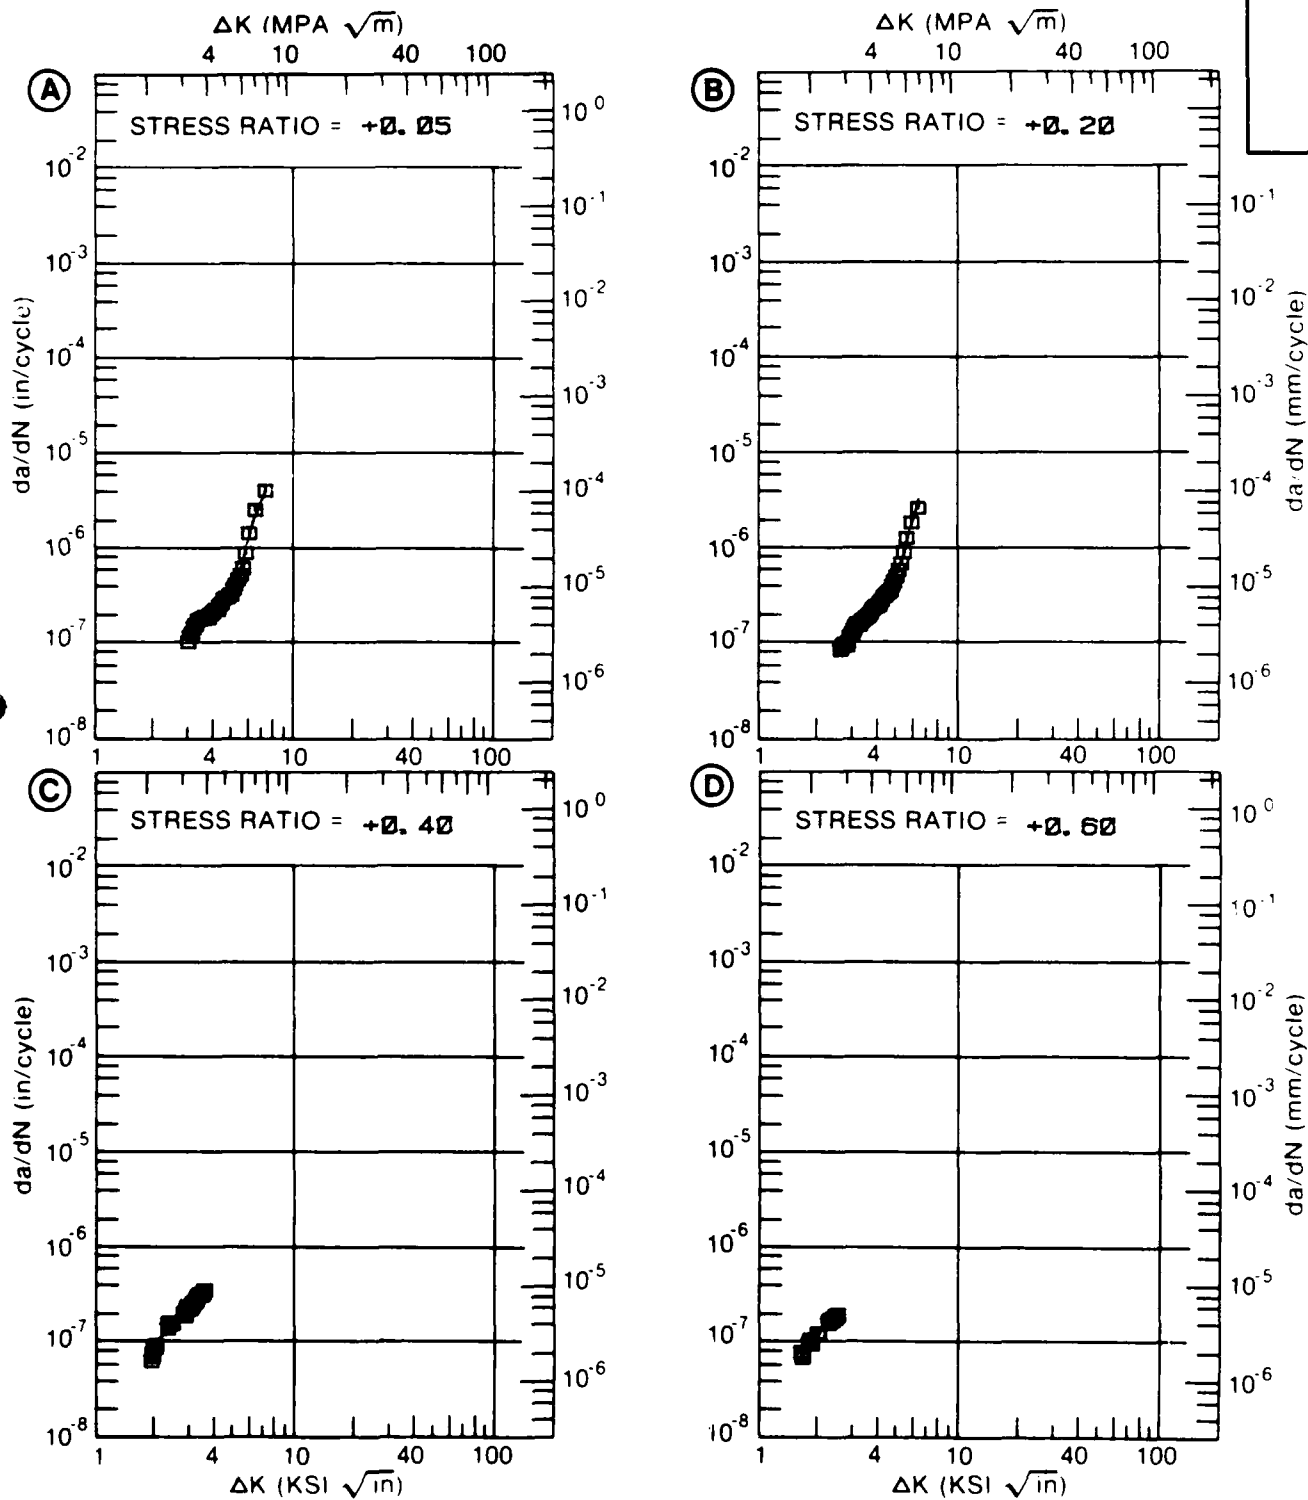 ΔK (MPA √m)
4 10 40 100
A
STRESS RATIO = +0.05
10⁻² 10⁻³ 10⁻⁴ 10⁻⁵ 10⁻⁶ 10⁻⁷ 10⁻⁸
da/dN (in/cycle)
10⁰ 10⁻¹ 10⁻² 10⁻³ 10⁻⁴ 10⁻⁵ 10⁻⁶
1 4 10 40 100
ΔK (MPA √m)
4 10 40 100
B
STRESS RATIO = +0.20
10⁻² 10⁻³ 10⁻⁴ 10⁻⁵ 10⁻⁶ 10⁻⁷ 10⁻⁸
10⁻¹ 10⁻² 10⁻³ 10⁻⁴ 10⁻⁵ 10⁻⁶
da/dN (mm/cycle)
1 4 10 40 100
C
STRESS RATIO = +0.40
10⁻² 10⁻³ 10⁻⁴ 10⁻⁵ 10⁻⁶ 10⁻⁷ 10⁻⁸
da/dN (in/cycle)
10⁰ 10⁻¹ 10⁻² 10⁻³ 10⁻⁴ 10⁻⁵ 10⁻⁶
1 4 10 40 100
ΔK (KSI √in)
D
STRESS RATIO = +0.60
10⁻² 10⁻³ 10⁻⁴ 10⁻⁵ 10⁻⁶ 10⁻⁷ 10⁻⁸
10⁰ 10⁻¹ 10⁻² 10⁻³ 10⁻⁴ 10⁻⁵ 10⁻⁶
da/dN (mm/cycle)
1 4 10 40 100
ΔK (KSI √in)